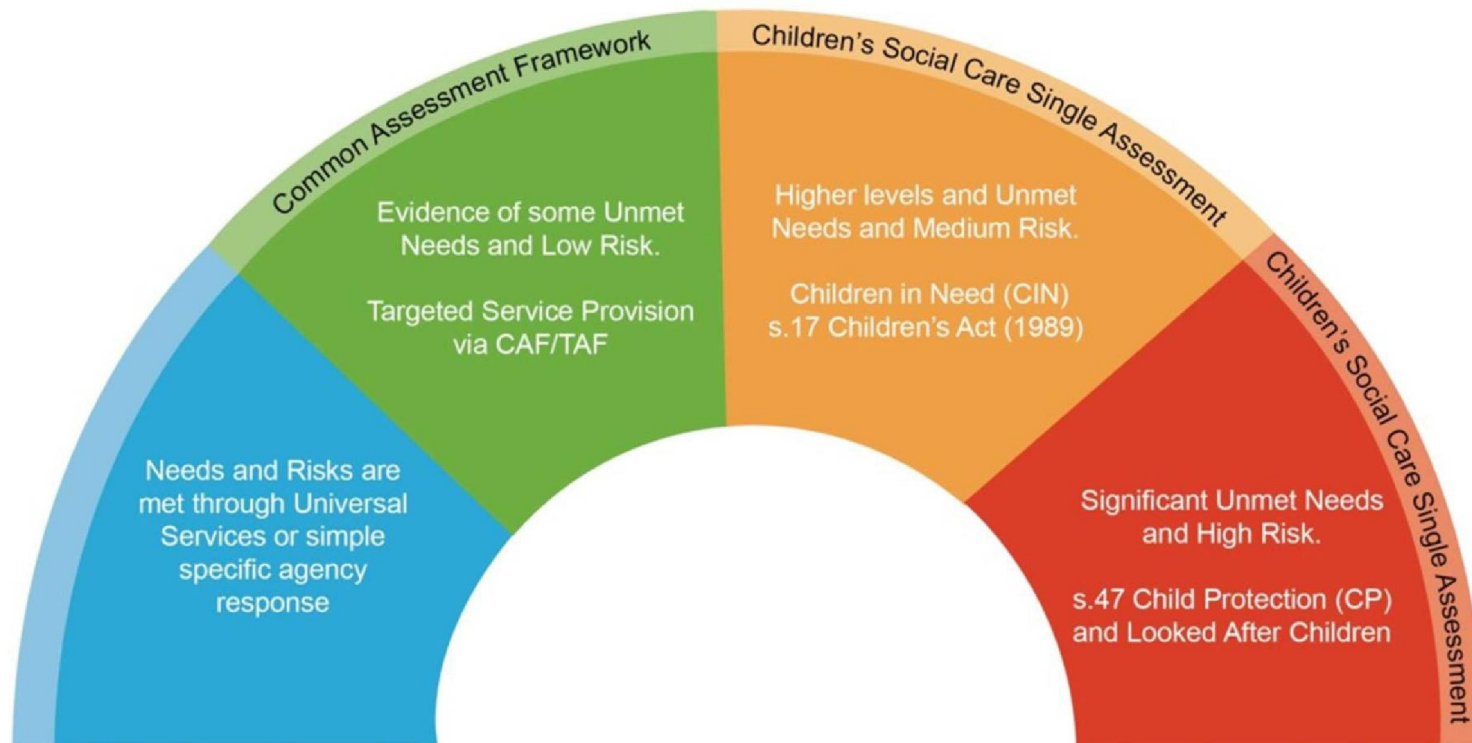 Common Assessment Framework
Children's Social Care Single Assessment
Children's Social Care Single Assessment
Needs and Risks are
met through Universal
Services or simple
specific agency
response
Evidence of some Unmet
Needs and Low Risk.
Targeted Service Provision
via CAF/TAF
Higher levels and Unmet
Needs and Medium Risk.
Children in Need (CIN)
s.17 Children’s Act (1989)
Significant Unmet Needs
and High Risk.
s.47 Child Protection (CP)
and Looked After Children